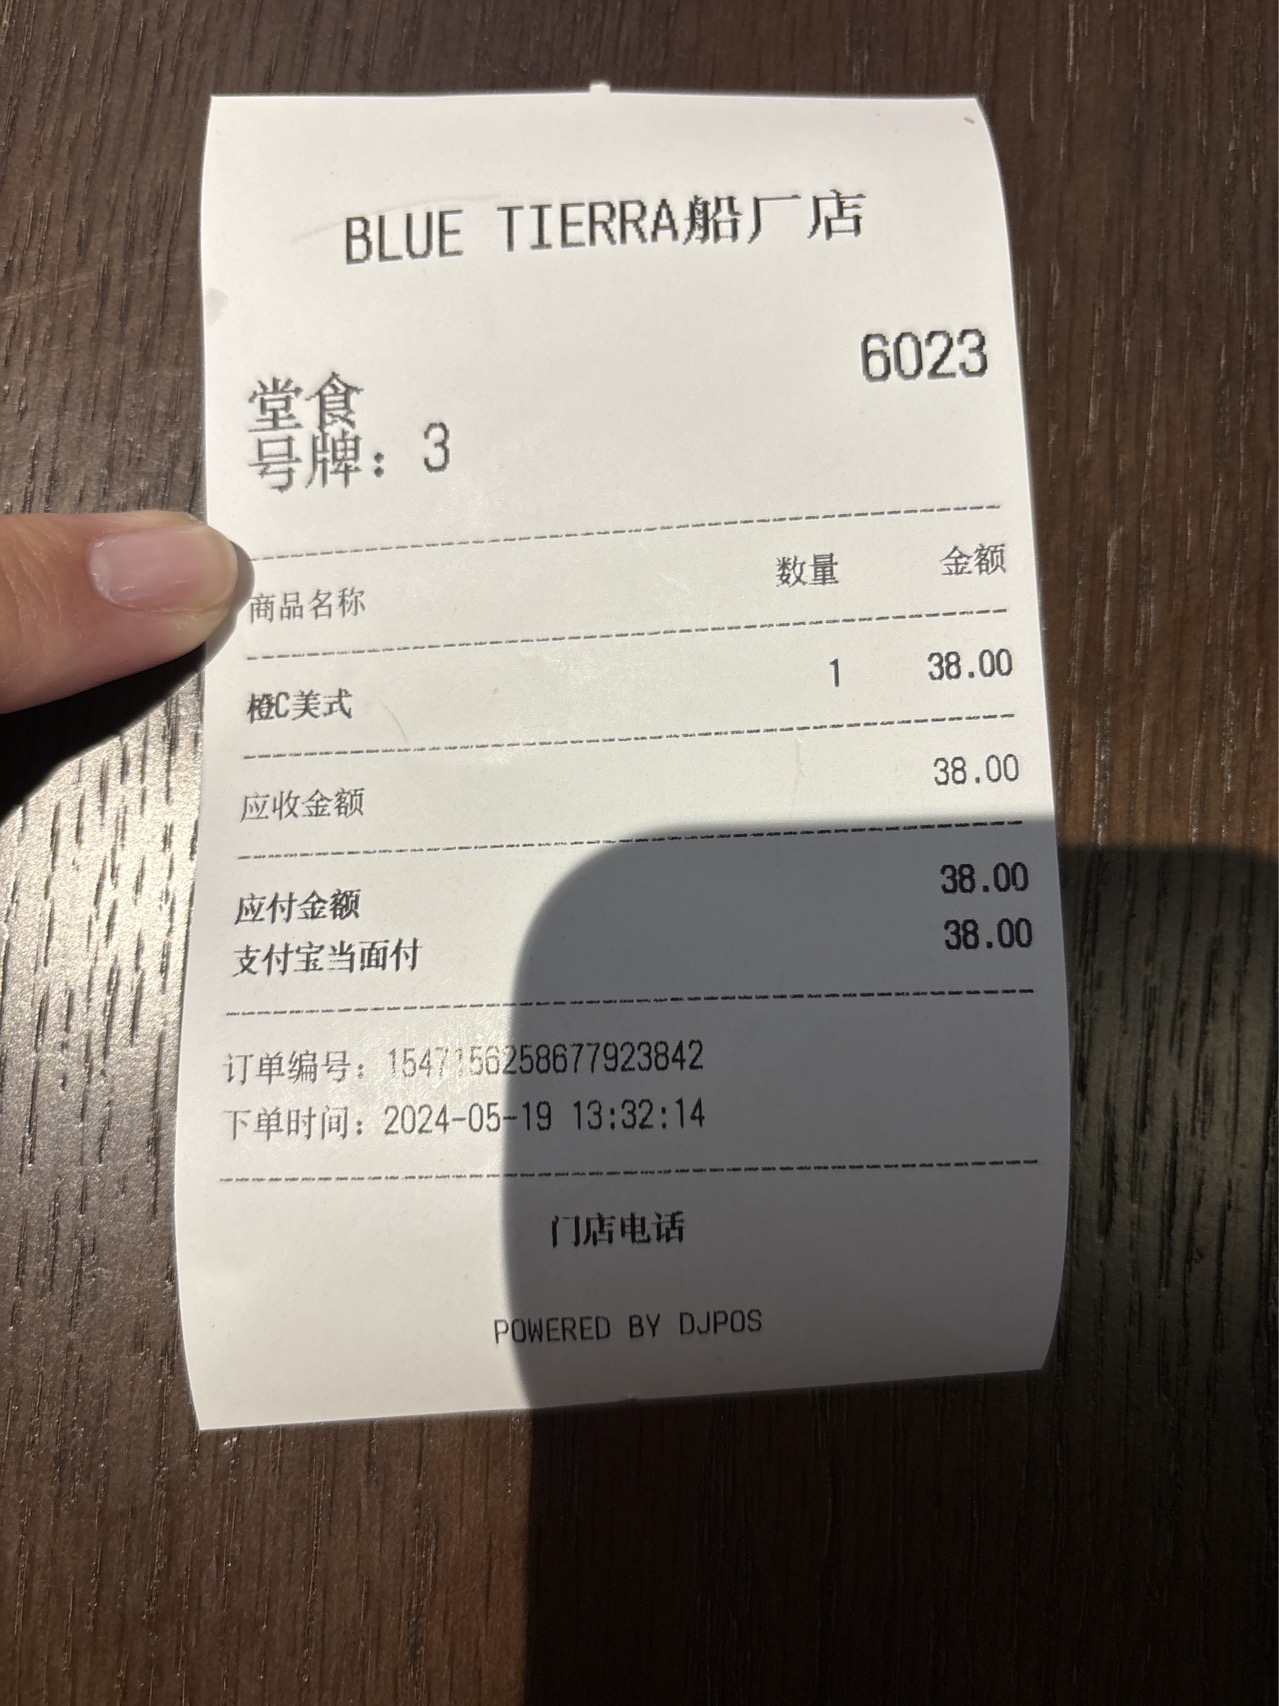 BLUE TIERRA船厂店
6023
堂食
号牌：3
商品名称 数量 金额
橙C美式 1 38.00
应收金额 38.00
应付金额 38.00
支付宝当面付 38.00
订单编号：1547156258677923842
下单时间：2024-05-19 13:32:14
门店电话
POWERED BY DJPOS